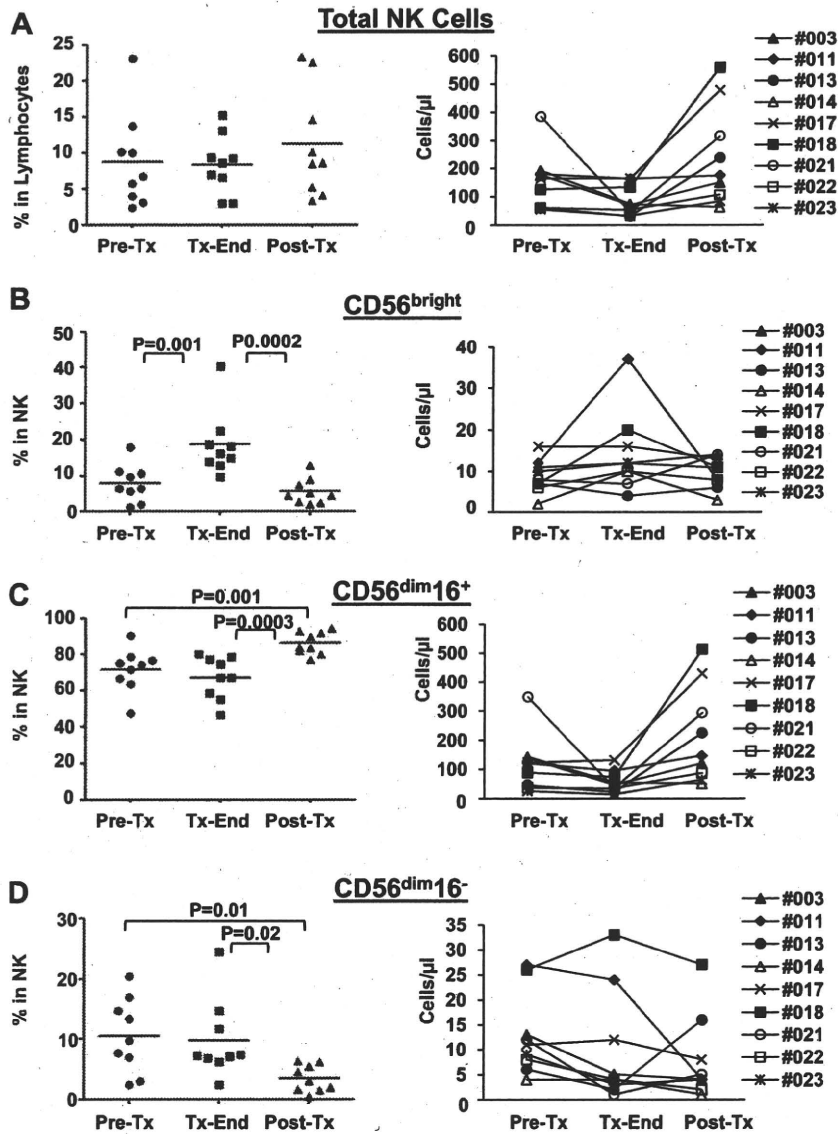 A
Total NK Cells
% in Lymphocytes
25
20
15
10
5
0
Pre-Tx Tx-End Post-Tx
Cells/µl
600
500
400
300
200
100
0
Pre-Tx Tx-End Post-Tx
#003
#011
#013
#014
#017
#018
#021
#022
#023
B
CD56bright
% in NK
50
40
30
20
10
0
P=0.001 P0.0002
Pre-Tx Tx-End Post-Tx
Cells/µl
40
30
20
10
0
Pre-Tx Tx-End Post-Tx
#003
#011
#013
#014
#017
#018
#021
#022
#023
C
CD56dim16+
% in NK
100
80
60
40
20
0
P=0.001
P=0.0003
Pre-Tx Tx-End Post-Tx
Cells/µl
600
500
400
300
200
100
0
Pre-Tx Tx-End Post-Tx
#003
#011
#013
#014
#017
#018
#021
#022
#023
D
CD56dim16-
% in NK
30
20
10
0
P=0.01
P=0.02
Pre-Tx Tx-End Post-Tx
Cells/µl
35
30
25
20
15
10
5
0
Pre-Tx Tx-End Post-Tx
#003
#011
#013
#014
#017
#018
#021
#022
#023